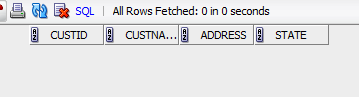 SQL | All Rows Fetched: 0 in 0 seconds
CUSTID CUSTNA... ADDRESS STATE